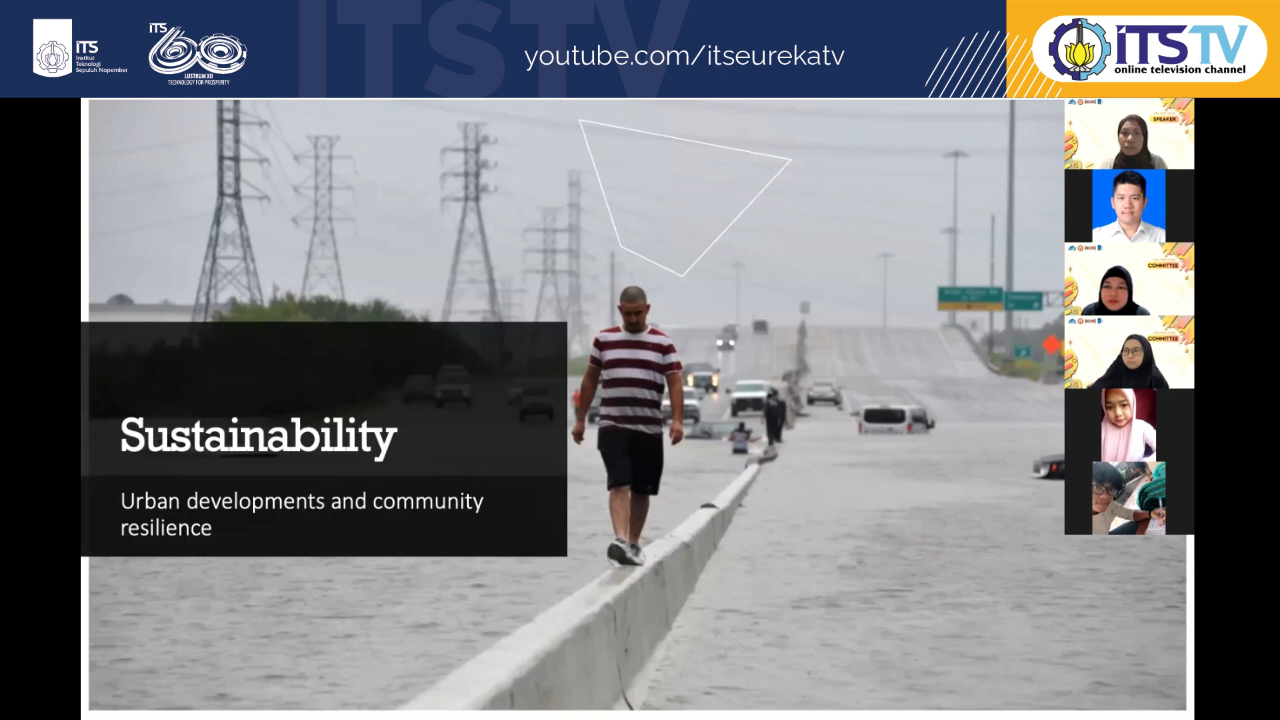 iTS
Institut
Teknologi
Sepuluh Nopember
iTS
60
LUSTRUM XII
TECHNOLOGY FOR PROSPERITY
iTSTV
youtube.com/itseurekatv
iTSTV
online television channel
SPEAKER
COMMITTEE
COMMITTEE
Sustainability
Urban developments and community
resilience